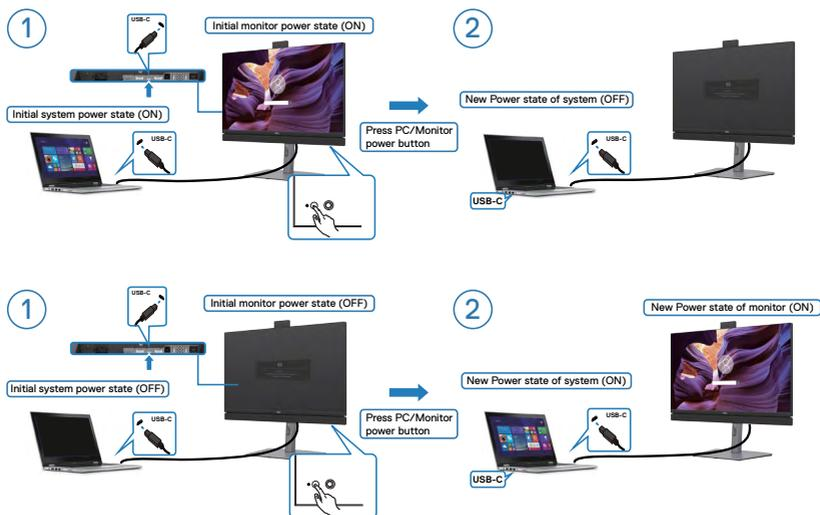 1
USB-C
Initial monitor power state (ON)
Initial system power state (ON)
USB-C
Press PC/Monitor
power button
2
New Power state of system (OFF)
USB-C
USB-C
1
USB-C
Initial monitor power state (OFF)
Initial system power state (OFF)
USB-C
Press PC/Monitor
power button
2
New Power state of monitor (ON)
New Power state of system (ON)
USB-C
USB-C